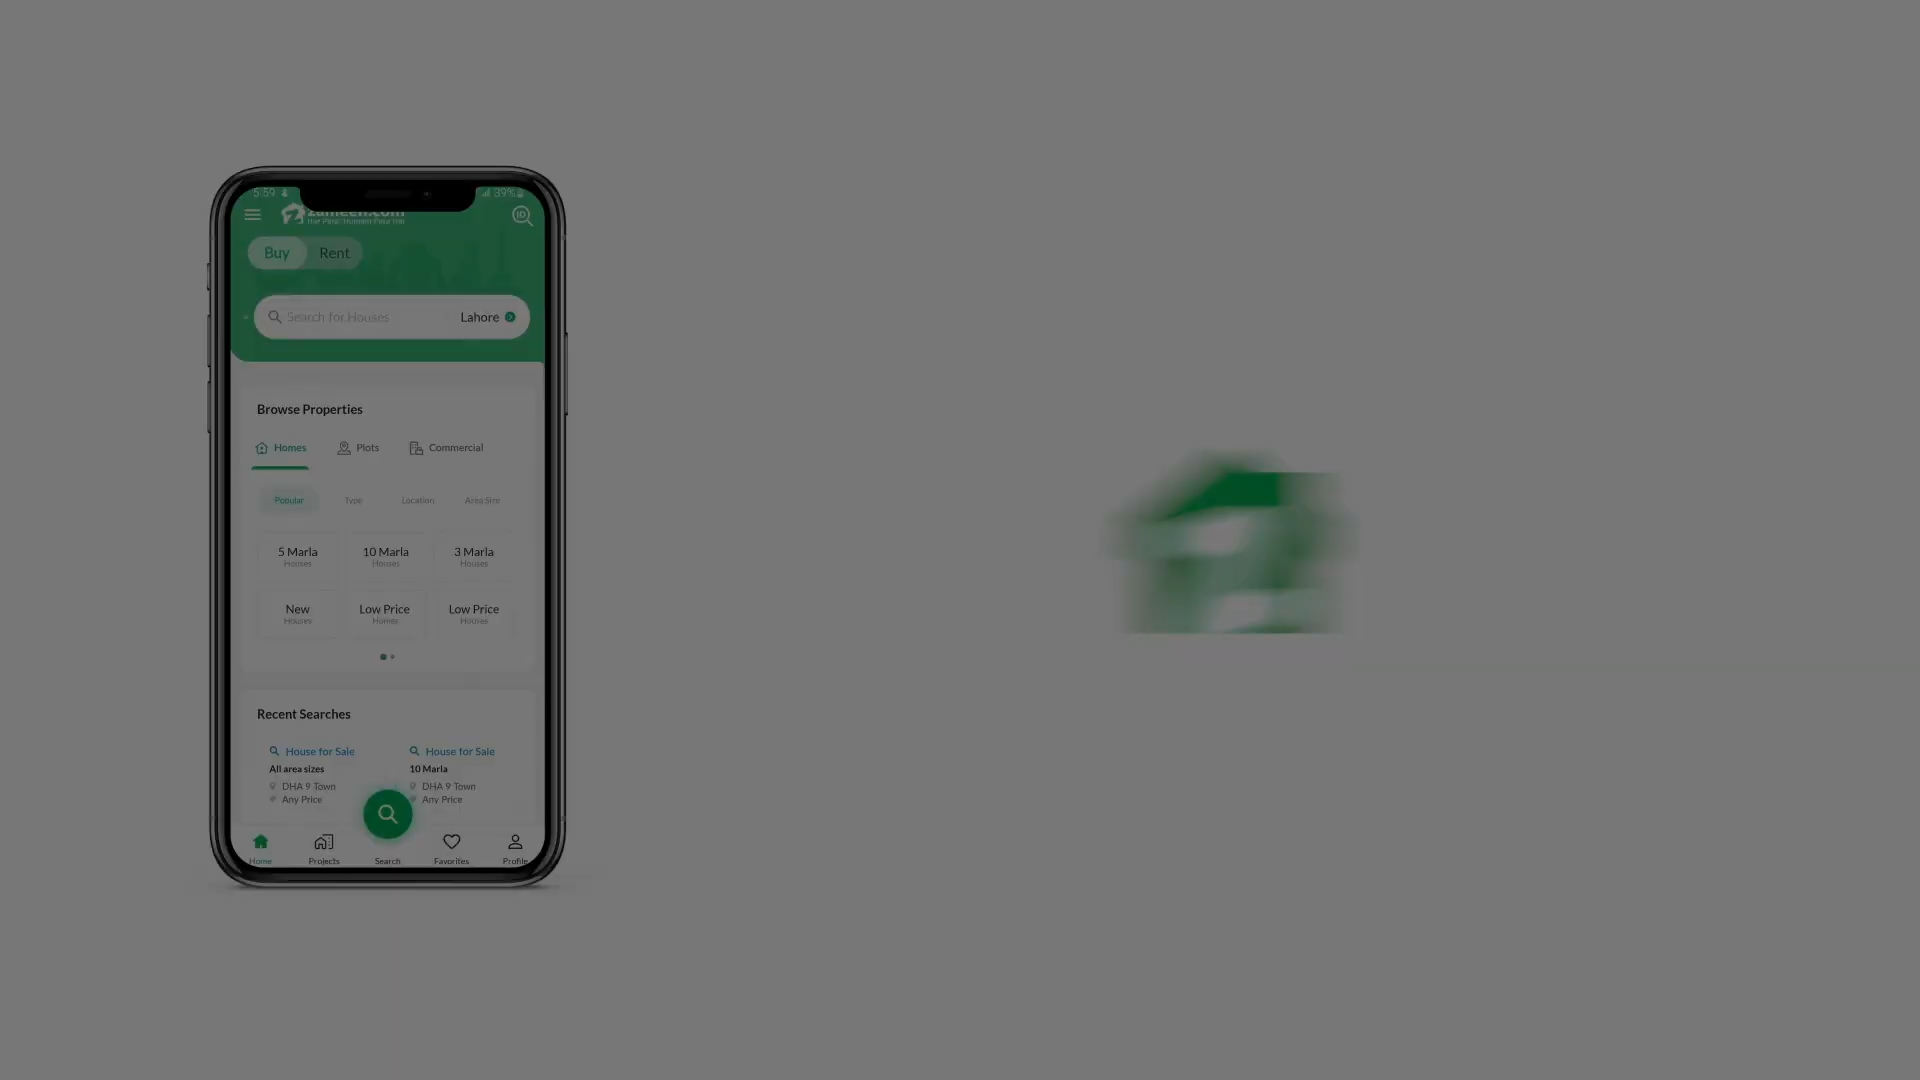 5:59 39%
zameen.com
Buy Rent
Search for Houses Lahore
Browse Properties
Homes Plots Commercial
Popular Type Location Area Size
5 Marla 10 Marla 3 Marla
Houses Houses Houses
New Low Price Low Price
Houses Homes Houses
Recent Searches
House for Sale House for Sale
All area sizes 10 Marla
DHA 9 Town DHA 9 Town
Any Price Any Price
Home Projects Search Favorites Profile